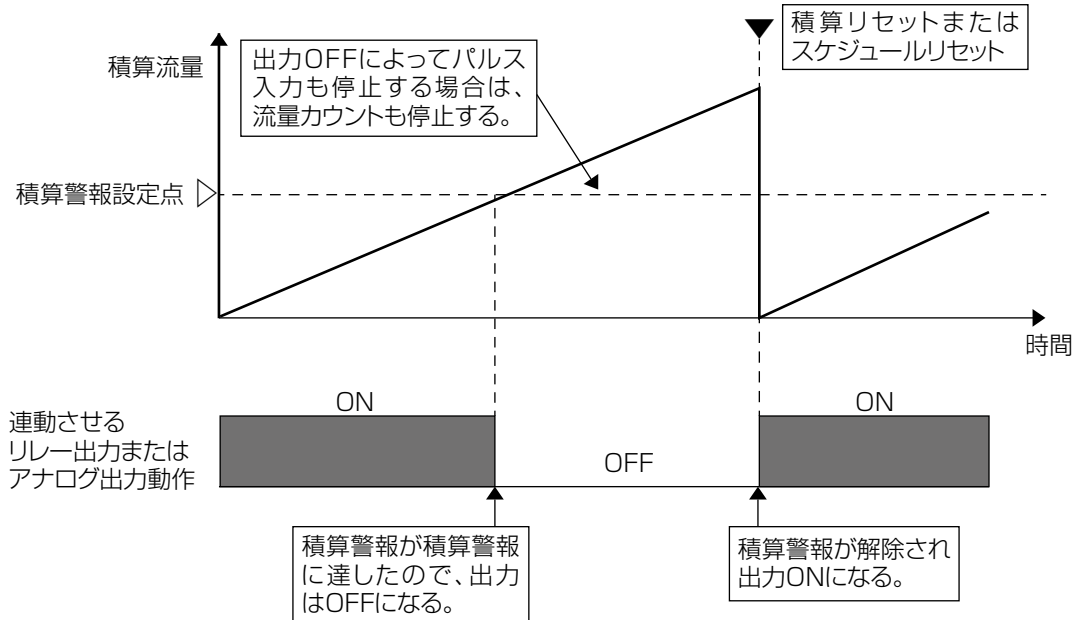 積算リセットまたは
スケジュールリセット
積算流量
出力OFFによってパルス
入力も停止する場合は、
流量カウントも停止する。
積算警報設定点
時間
ON
ON
連動させる
リレー出力または
アナログ出力動作
OFF
積算警報が積算警報
に達したので、出力
はOFFになる。
積算警報が解除され
出力ONになる。